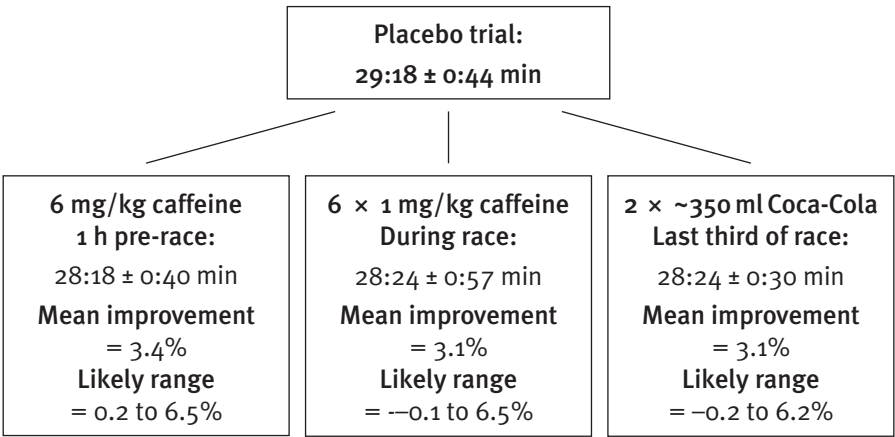 Placebo trial:
29:18 ± 0:44 min
6 mg/kg caffeine
1 h pre-race:
28:18 ± 0:40 min
Mean improvement
= 3.4%
Likely range
= 0.2 to 6.5%
6 × 1 mg/kg caffeine
During race:
28:24 ± 0:57 min
Mean improvement
= 3.1%
Likely range
= -–0.1 to 6.5%
2 × ~350 ml Coca-Cola
Last third of race:
28:24 ± 0:30 min
Mean improvement
= 3.1%
Likely range
= –0.2 to 6.2%